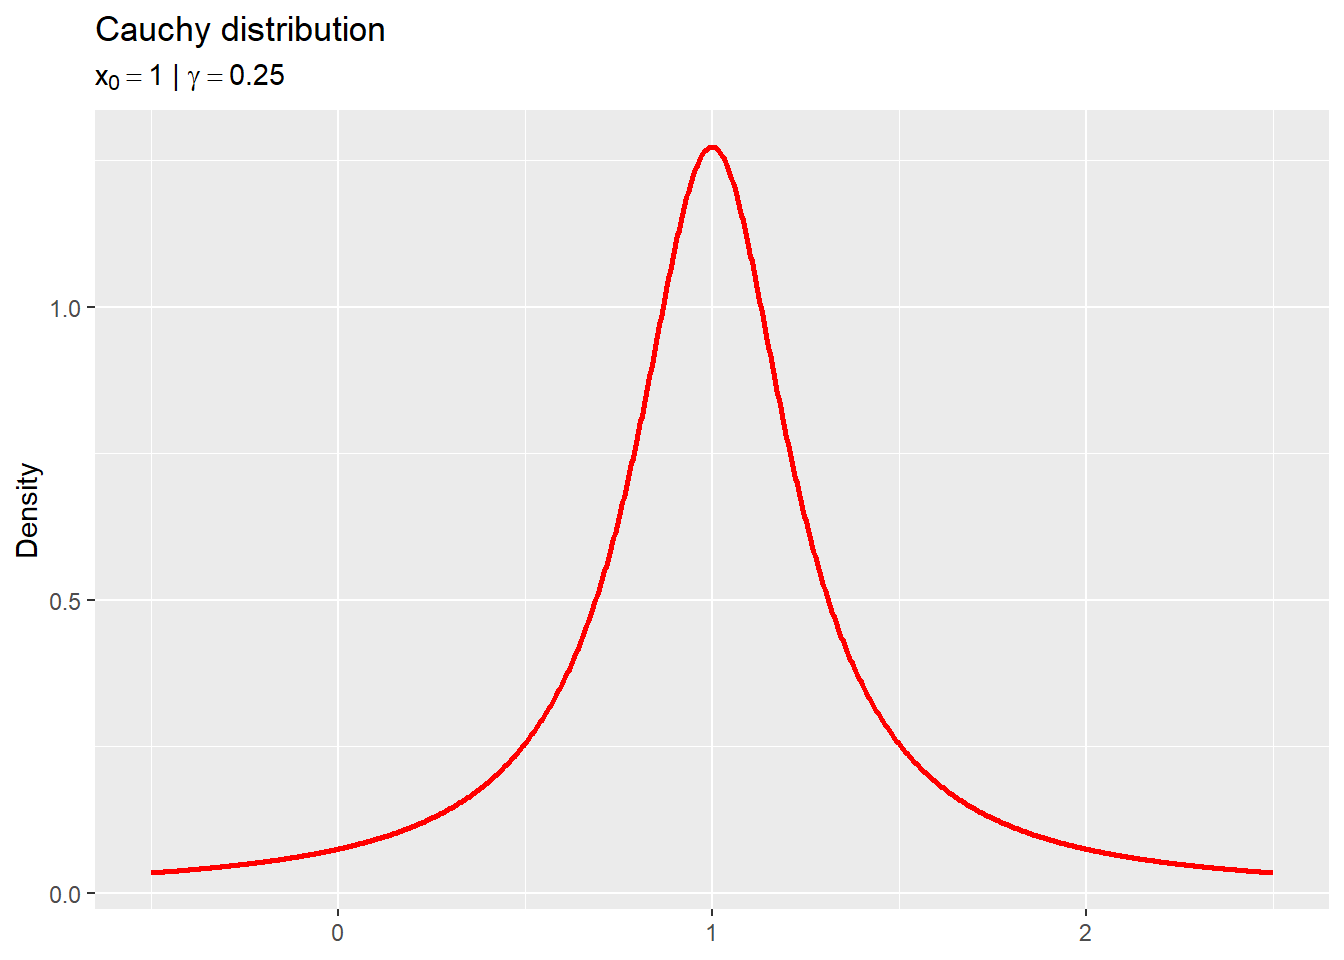 Cauchy distribution
x₀ = 1 | γ = 0.25
Density
1.0
0.5
0.0
0
1
2